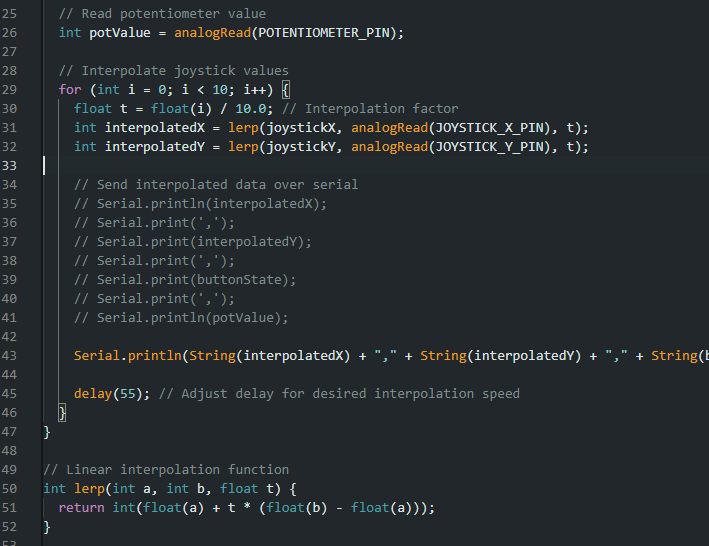 25 // Read potentiometer value
26 int potValue = analogRead(POTENTIOMETER_PIN);
27
28 // Interpolate joystick values
29 for (int i = 0; i < 10; i++) {
30 float t = float(i) / 10.0; // Interpolation factor
31 int interpolatedX = lerp(joystickX, analogRead(JOYSTICK_X_PIN), t);
32 int interpolatedY = lerp(joystickY, analogRead(JOYSTICK_Y_PIN), t);
33
34 // Send interpolated data over serial
35 // Serial.println(interpolatedX);
36 // Serial.print(',');
37 // Serial.print(interpolatedY);
38 // Serial.print(',');
39 // Serial.print(buttonState);
40 // Serial.print(',');
41 // Serial.println(potValue);
42
43 Serial.println(String(interpolatedX) + "," + String(interpolatedY) + "," + String(
44
45 delay(55); // Adjust delay for desired interpolation speed
46 }
47 }
48
49 // Linear interpolation function
50 int lerp(int a, int b, float t) {
51 return int(float(a) + t * (float(b) - float(a)));
52 }
53